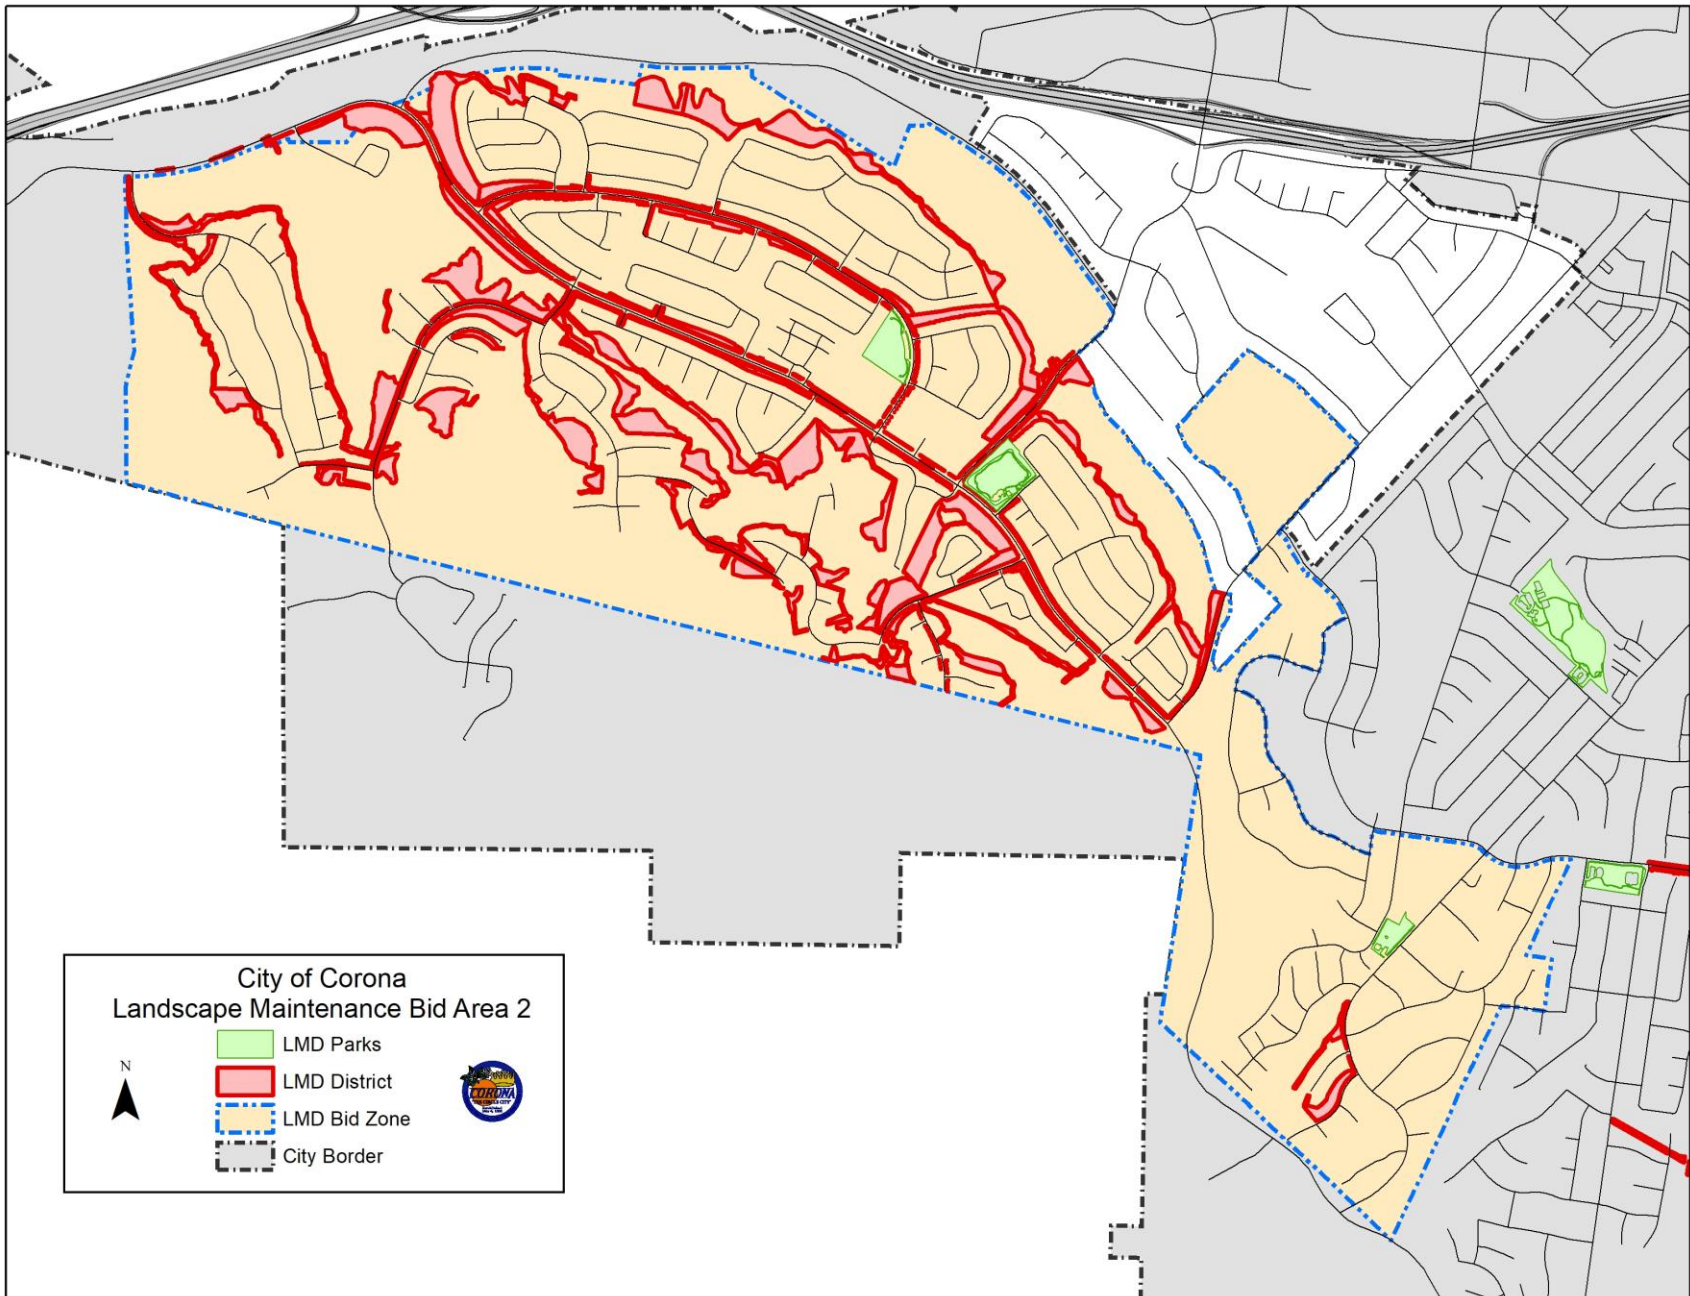 City of Corona
Landscape Maintenance Bid Area 2
LMD Parks
LMD District
LMD Bid Zone
City Border
N
CORONA